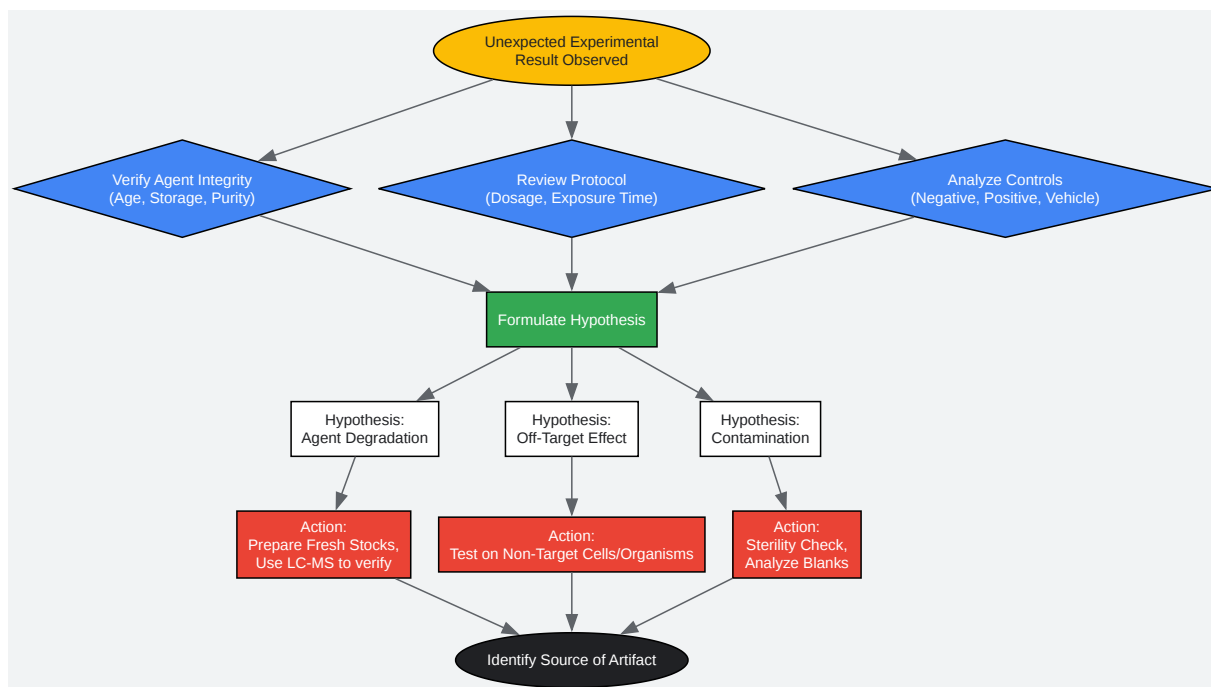 Unexpected Experimental
Result Observed
Verify Agent Integrity
(Age, Storage, Purity)
Review Protocol
(Dosage, Exposure Time)
Analyze Controls
(Negative, Positive, Vehicle)
Formulate Hypothesis
Hypothesis:
Agent Degradation
Hypothesis:
Off-Target Effect
Hypothesis:
Contamination
Action:
Prepare Fresh Stocks,
Use LC-MS to verify
Action:
Test on Non-Target Cells/Organisms
Action:
Sterility Check,
Analyze Blanks
Identify Source of Artifact